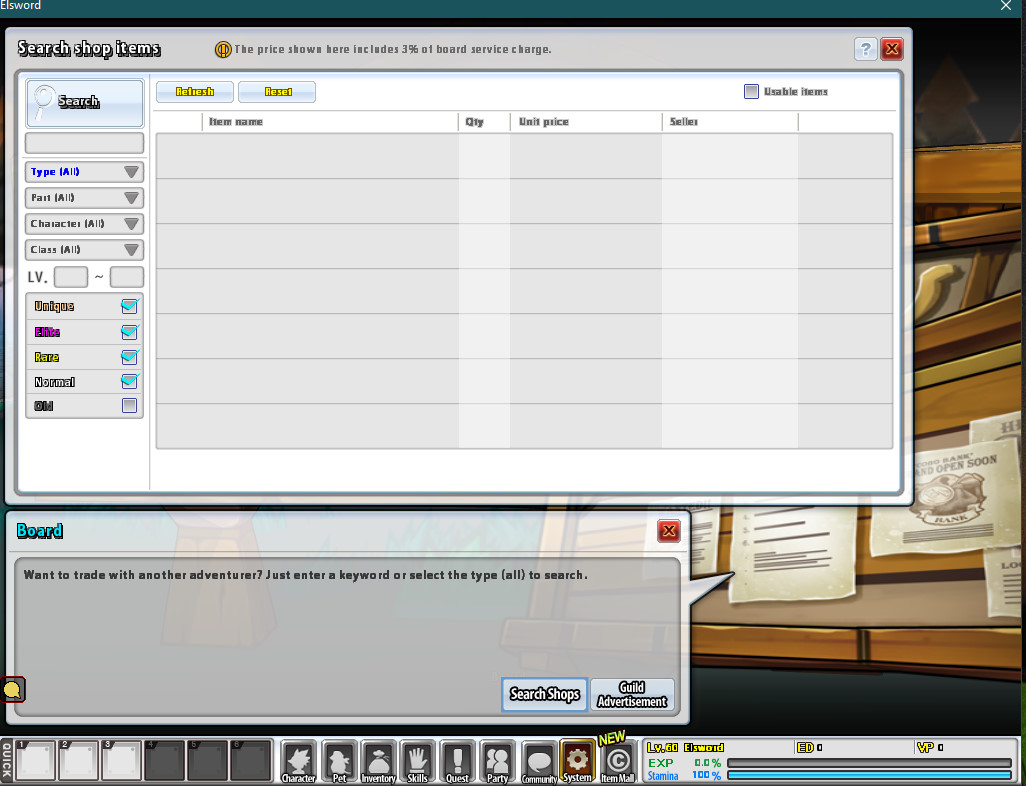 Elsword
Search shop items
The price shown here includes 3% of board service charge.
?
Search
Refresh
Reset
Usable items
Item name
Qty
Unit price
Seller
Type (All)
Part (All)
Character (All)
Class (All)
LV.
~
Unique
Elite
Rare
Normal
Old
AND OPEN SOON
BANK
Board
Want to trade with another adventurer? Just enter a keyword or select the type (all) to search.
Search Shops
Guild
Advertisement
QUICK
1
2
3
4
5
6
Character
Pet
Inventory
Skills
Quest
Party
Community
System
NEW
Item Mall
Lv.60 Elsword
ED 0
VP 0
EXP 0.0%
Stamina 100%